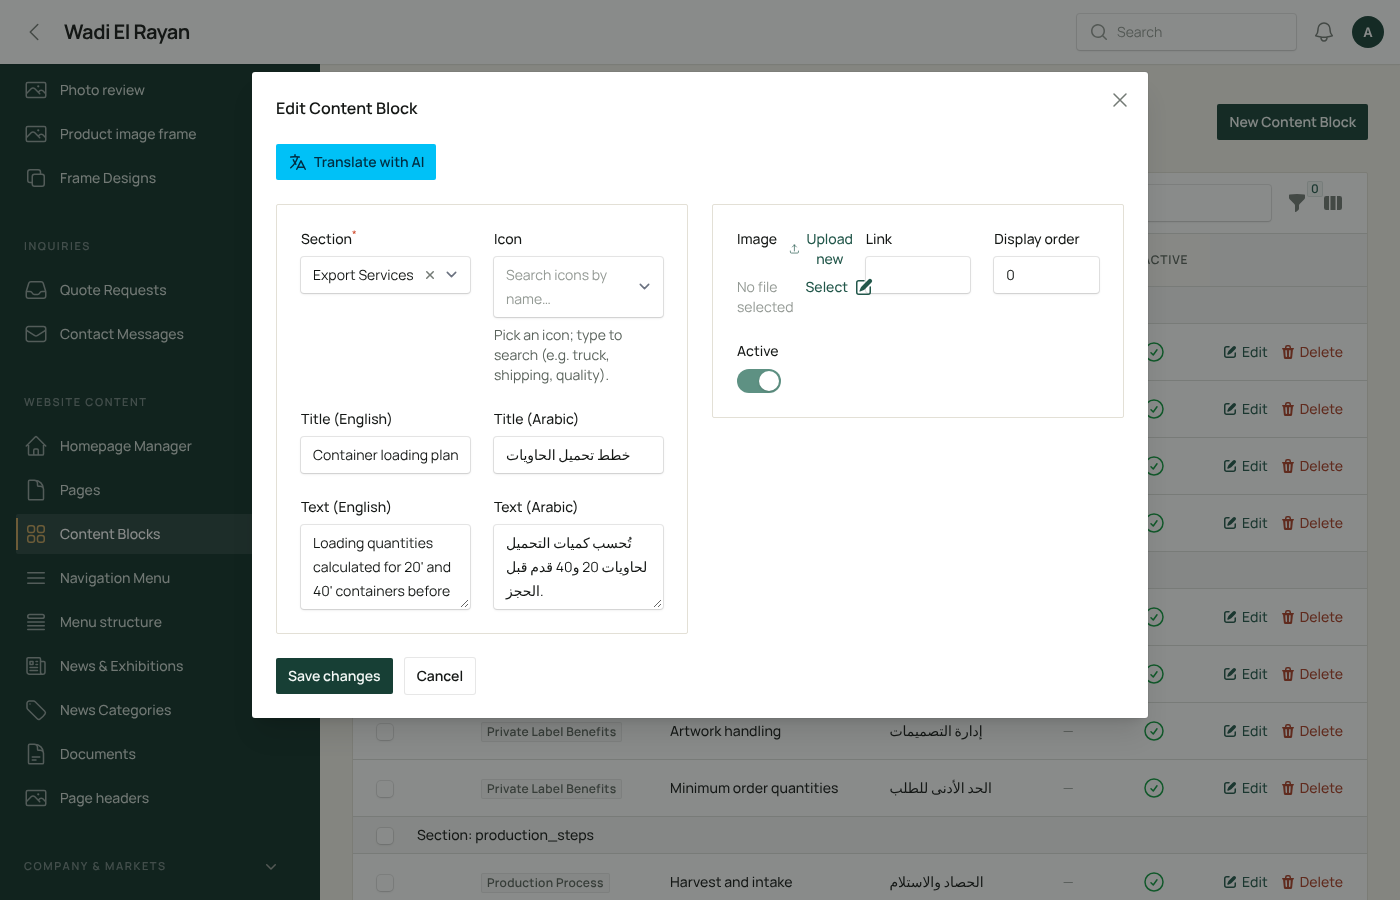 Wadi El Rayan
Search
A
Photo review
Product image frame
Frame Designs
INQUIRIES
Quote Requests
Contact Messages
WEBSITE CONTENT
Homepage Manager
Pages
Content Blocks
Navigation Menu
Menu structure
News & Exhibitions
News Categories
Documents
Page headers
COMPANY & MARKETS
New Content Block
0
ACTIVE
Edit Content Block
Translate with AI
Section*
Export Services
Icon
Search icons by
name...
Pick an icon; type to
search (e.g. truck,
shipping, quality).
Title (English)
Container loading plan
Title (Arabic)
خطط تحميل الحاويات
Text (English)
Loading quantities
calculated for 20' and
40' containers before
Text (Arabic)
تُحسب كميات التحميل
لحاويات 20 و40 قدم قبل
الحجز.
Image
Upload
new
No file
selected
Select
Link
Display order
0
Active
Save changes
Cancel
Edit Delete
Edit Delete
Edit Delete
Edit Delete
Edit Delete
Edit Delete
Private Label Benefits Artwork handling إدارة التصميمات — Edit Delete
Private Label Benefits Minimum order quantities الحد الأدنى للطلب — Edit Delete
Section: production_steps
Production Process Harvest and intake الحصاد والاستلام — Edit Delete